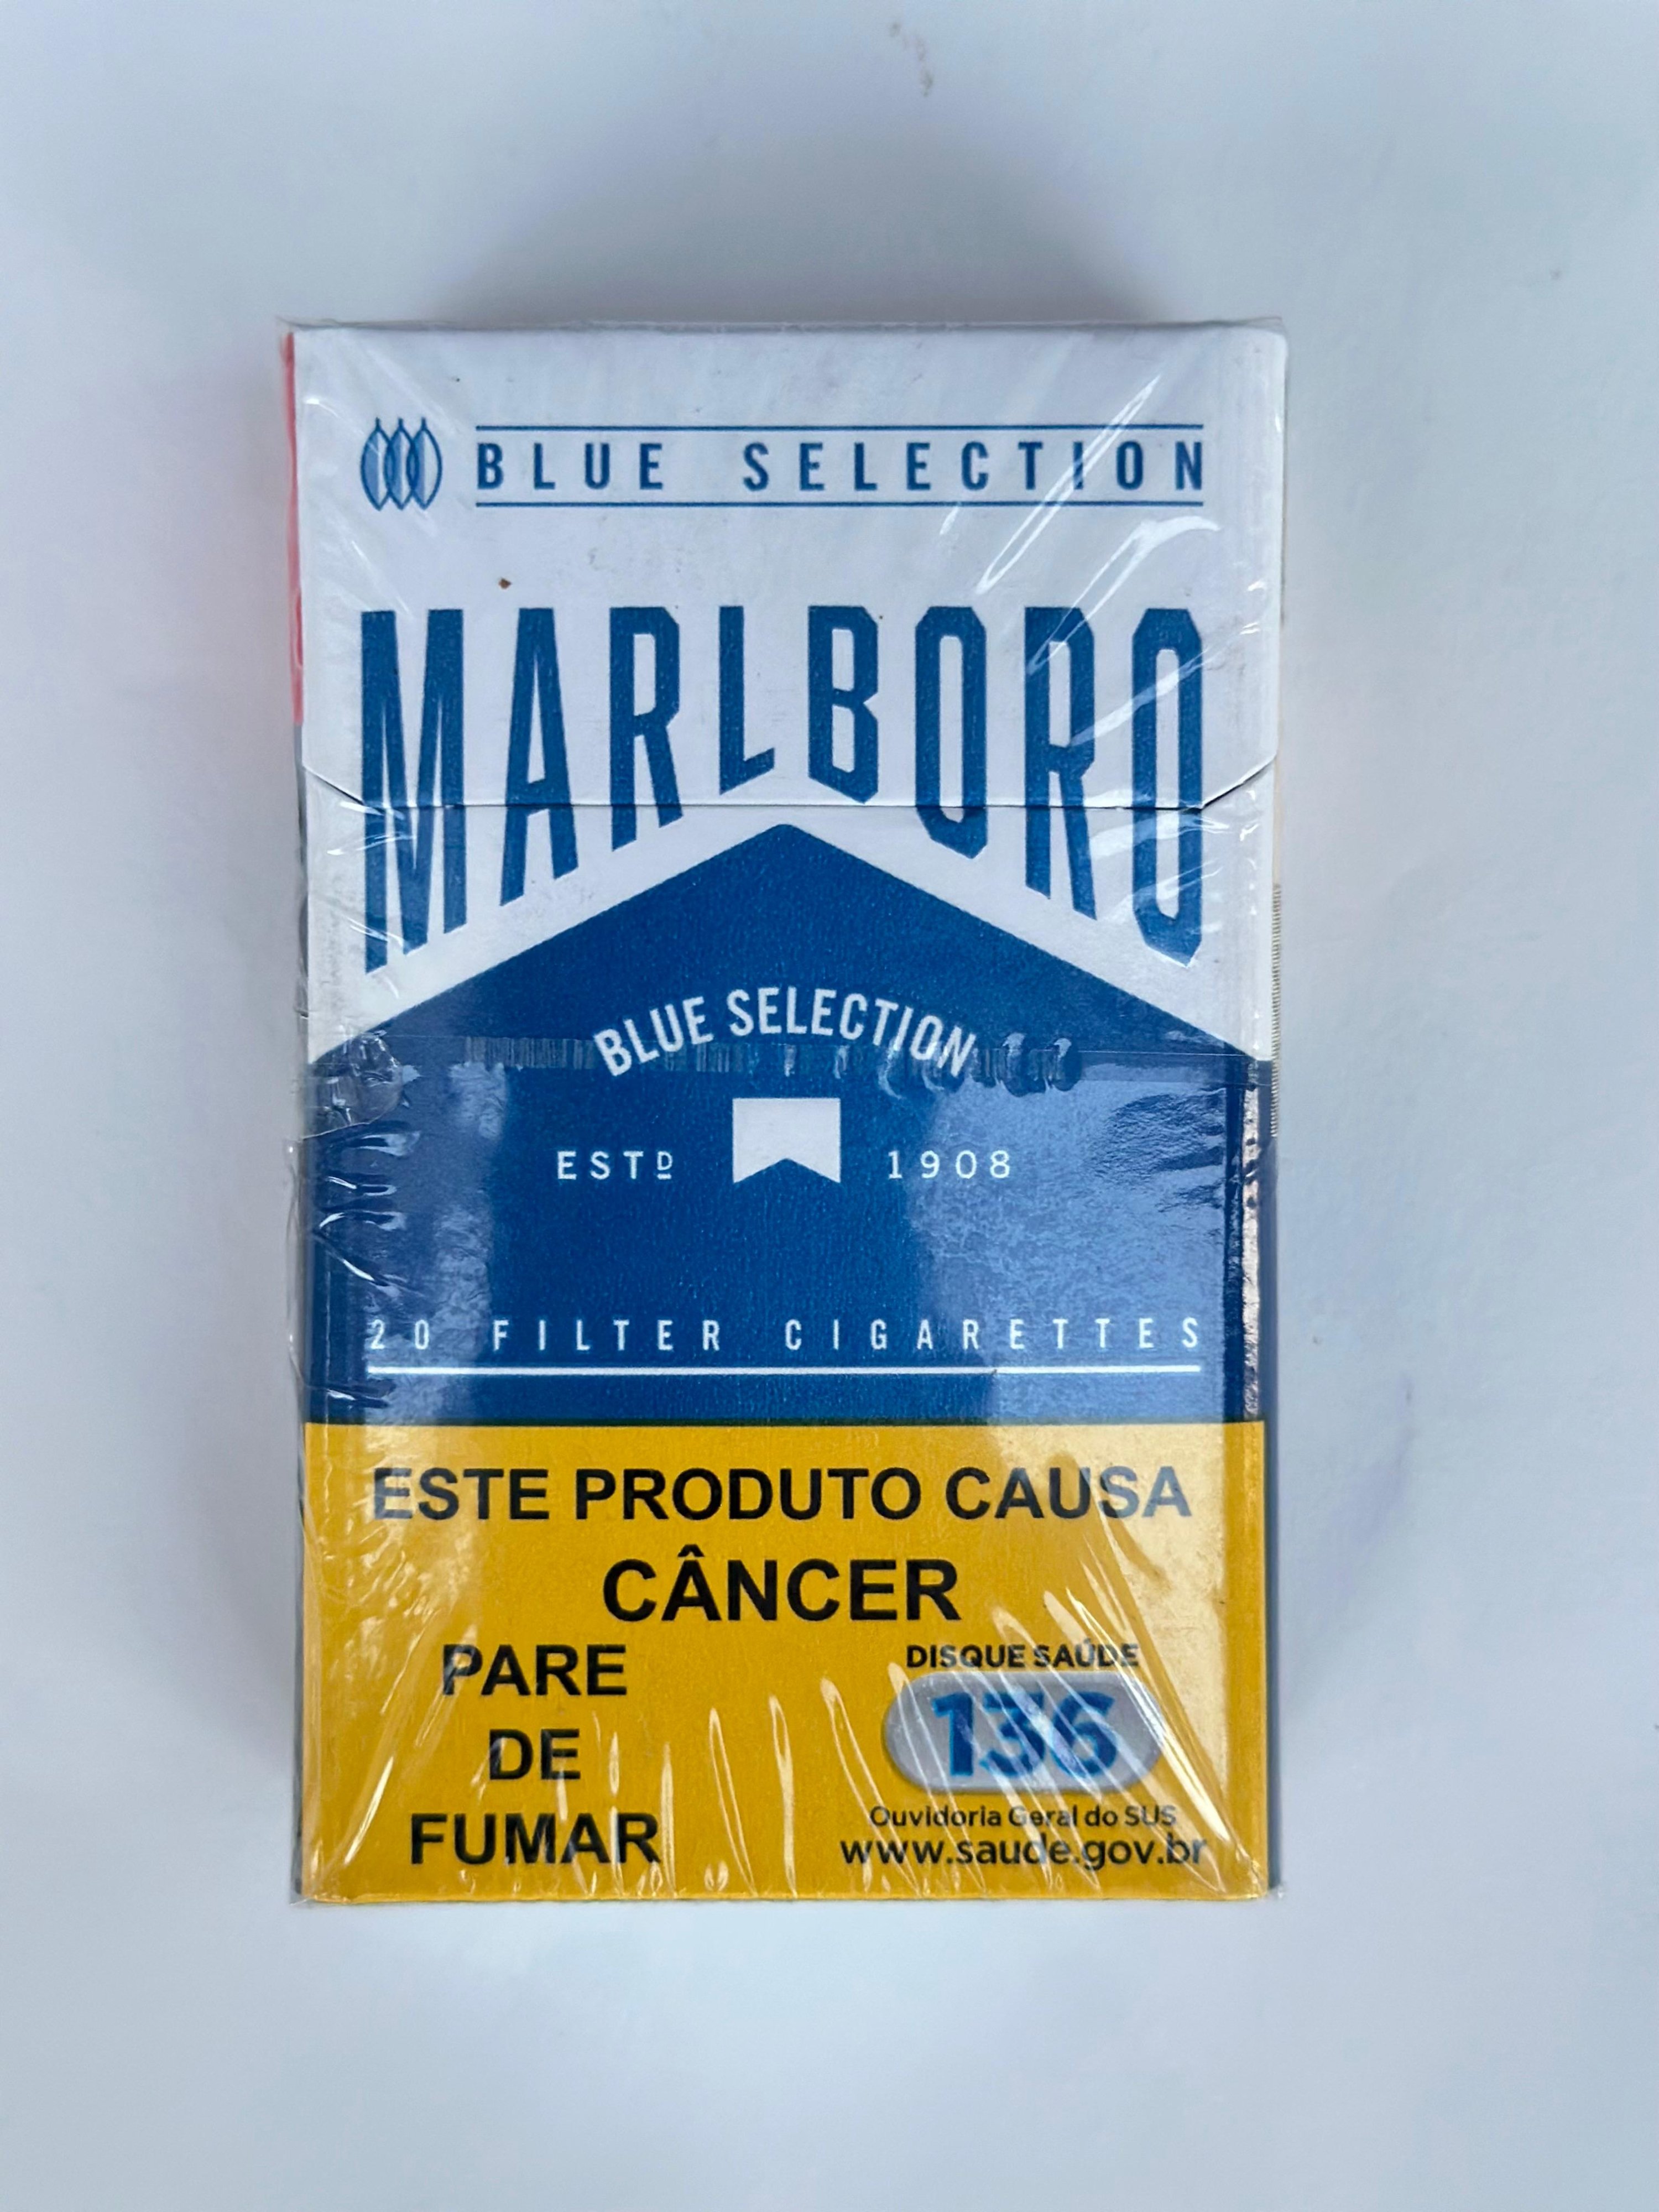 BLUE SELECTION
MARLBORO
BLUE SELECTION
ESTD 1908
20 FILTER CIGARETTES
ESTE PRODUTO CAUSA
CÂNCER
PARE
DE
FUMAR
DISQUE SAÚDE
136
Ouvidoria Geral do SUS
www.saude.gov.br